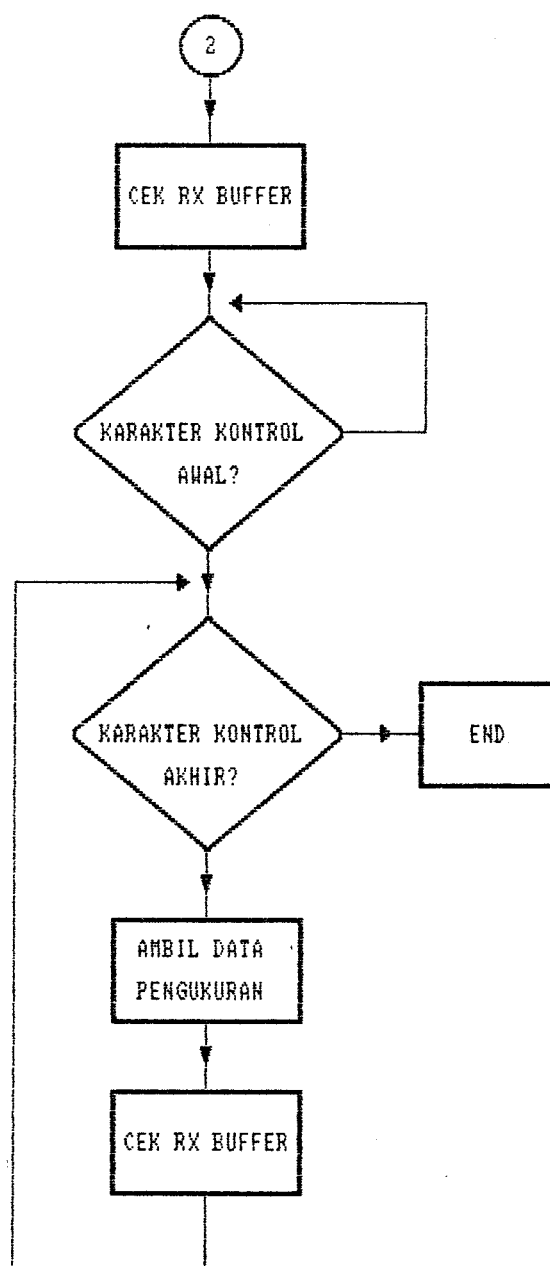 2
CEK RX BUFFER
KARAKTER KONTROL
AWAL?
KARAKTER KONTROL
AKHIR?
END
AMBIL DATA
PENGUKURAN
CEK RX BUFFER